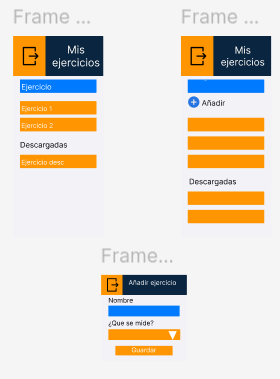 Frame ...
Mis
ejercicios
Ejercicio
Ejercicio 1
Ejercicio 2
Descargadas
Ejercicio desc
Frame ...
Mis
ejercicios
Añadir
Descargadas
Frame...
Añadir ejercicio
Nombre
¿Que se mide?
Guardar